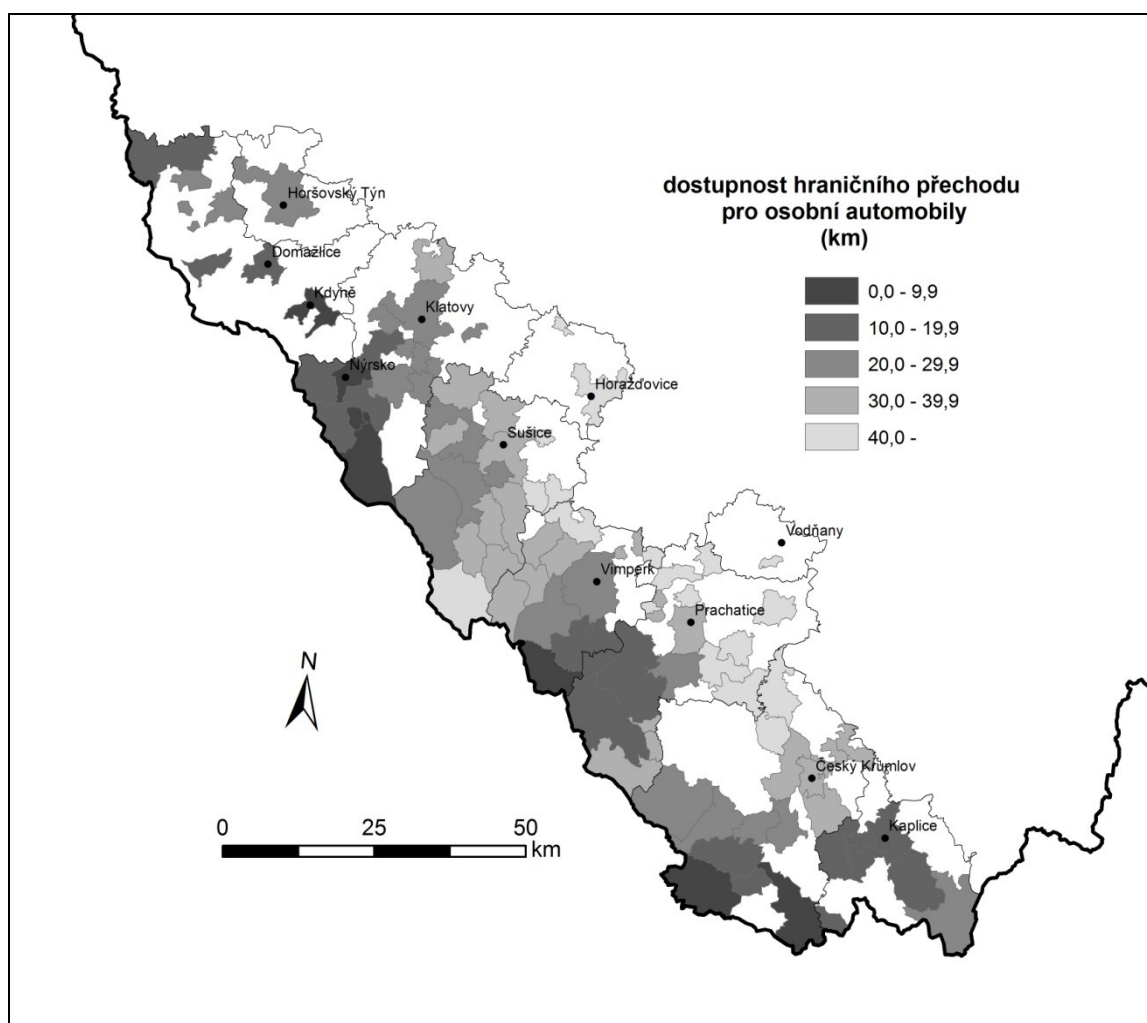 dostupnost hraničního přechodu
pro osobní automobily
(km)
0,0 - 9,9
10,0 - 19,9
20,0 - 29,9
30,0 - 39,9
40,0 -
Horšovský Týn
Domažlice
Kdyně
Klatovy
Nýrsko
Horažďovice
Sušice
Vodňany
Vimperk
Prachatice
Český Krumlov
Kaplice
N
0 25 50
km